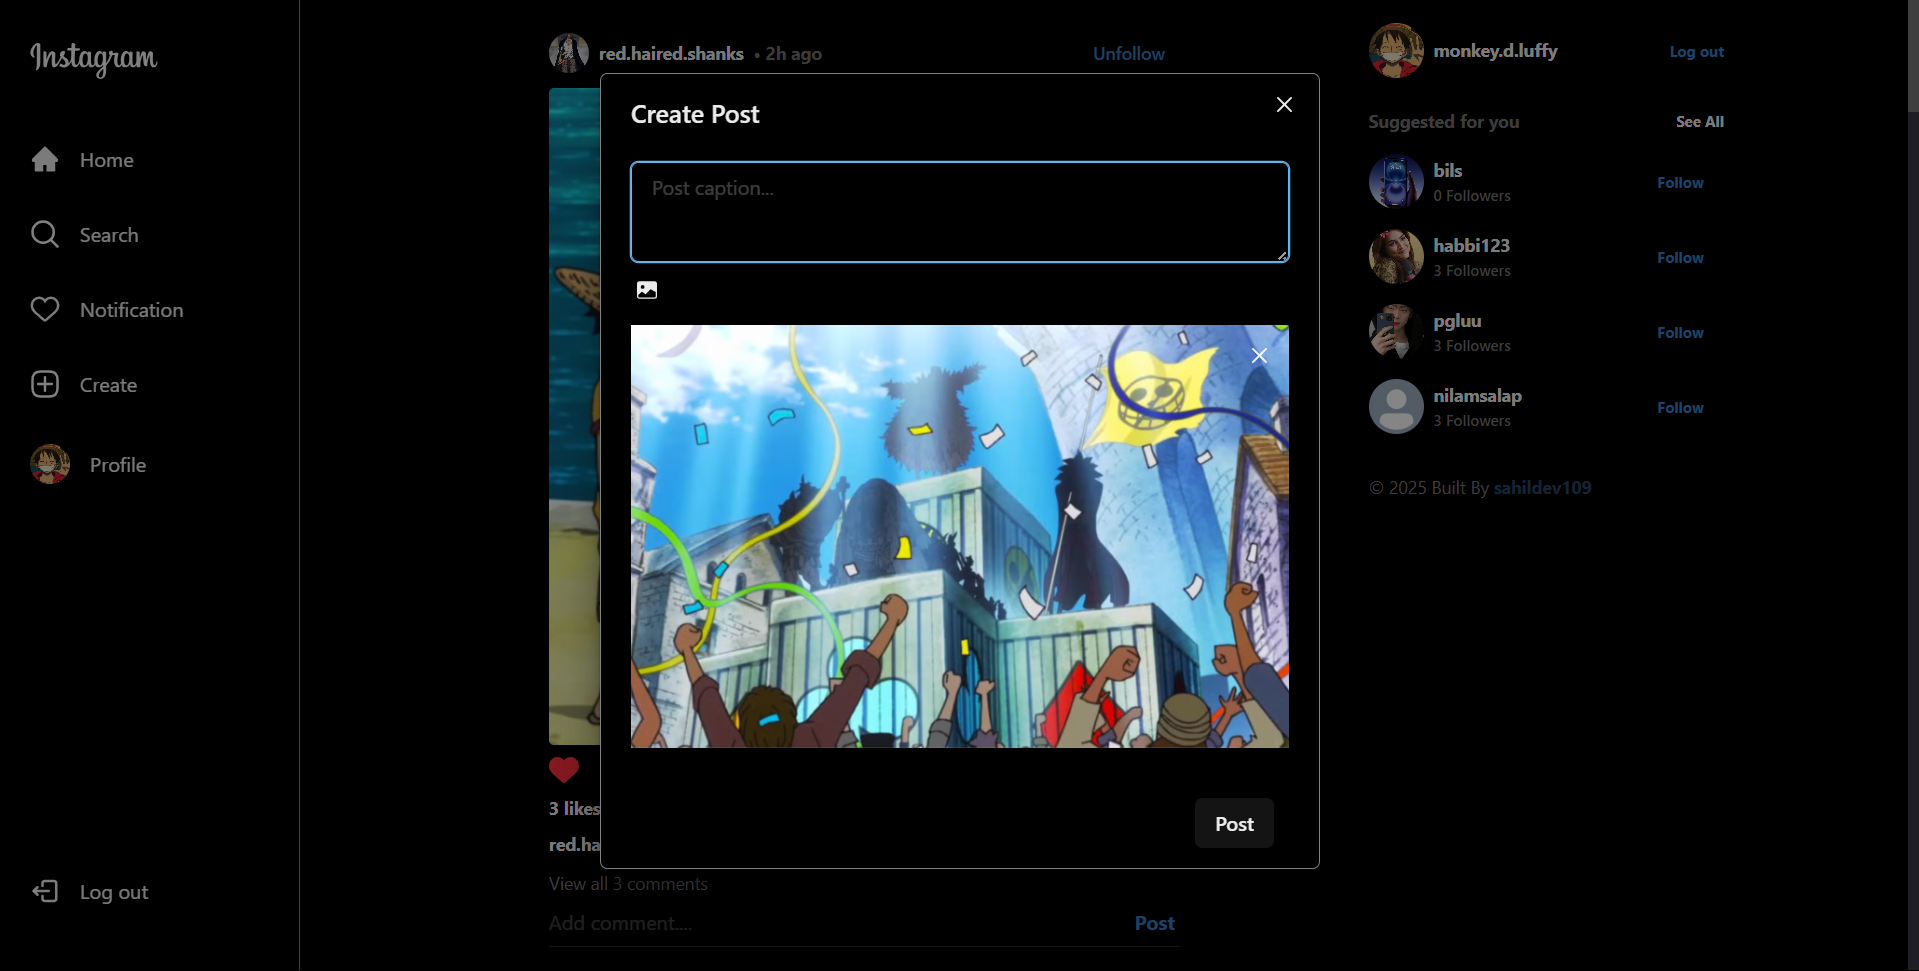 Instagram
Home
Search
Notification
Create
Profile
Log out
red.haired.shanks • 2h ago
Unfollow
Create Post
Post caption...
Post
3 likes
red.ha
View all 3 comments
Add comment....
Post
monkey.d.luffy
Log out
Suggested for you
See All
bils
0 Followers
Follow
habbi123
3 Followers
Follow
pgluu
3 Followers
Follow
nilamsalap
3 Followers
Follow
© 2025 Built By sahildev109